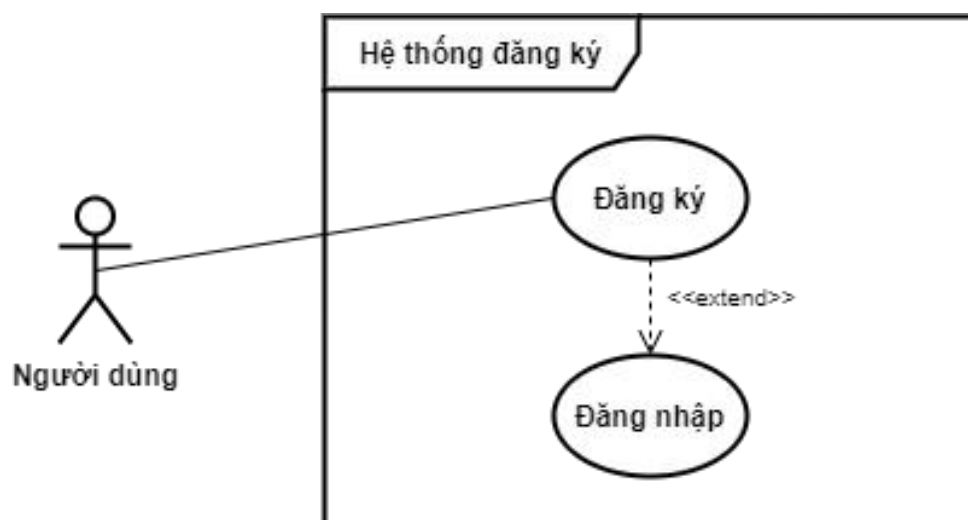 Hệ thống đăng ký
Đăng ký
<<extend>>
Người dùng
Đăng nhập